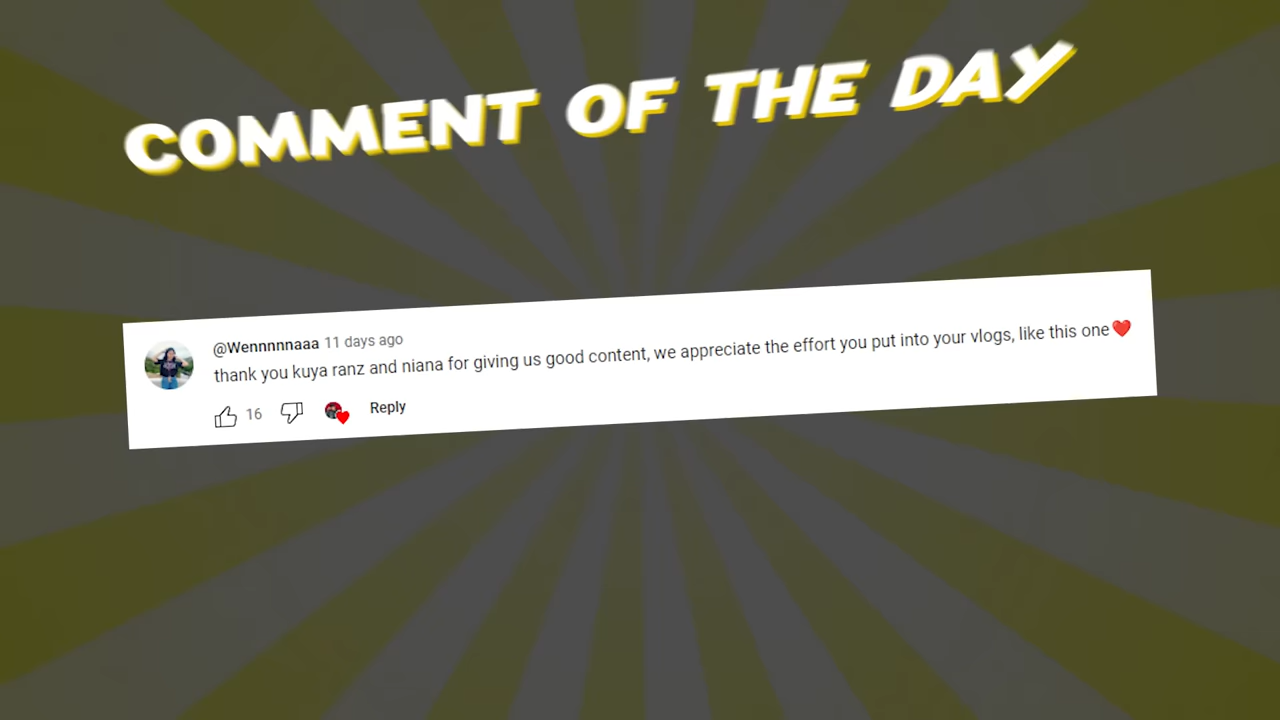 COMMENT OF THE DAY
@Wennnnnaaa 11 days ago
thank you kuya ranz and niana for giving us good content, we appreciate the effort you put into your vlogs, like this one❤️
16 Reply